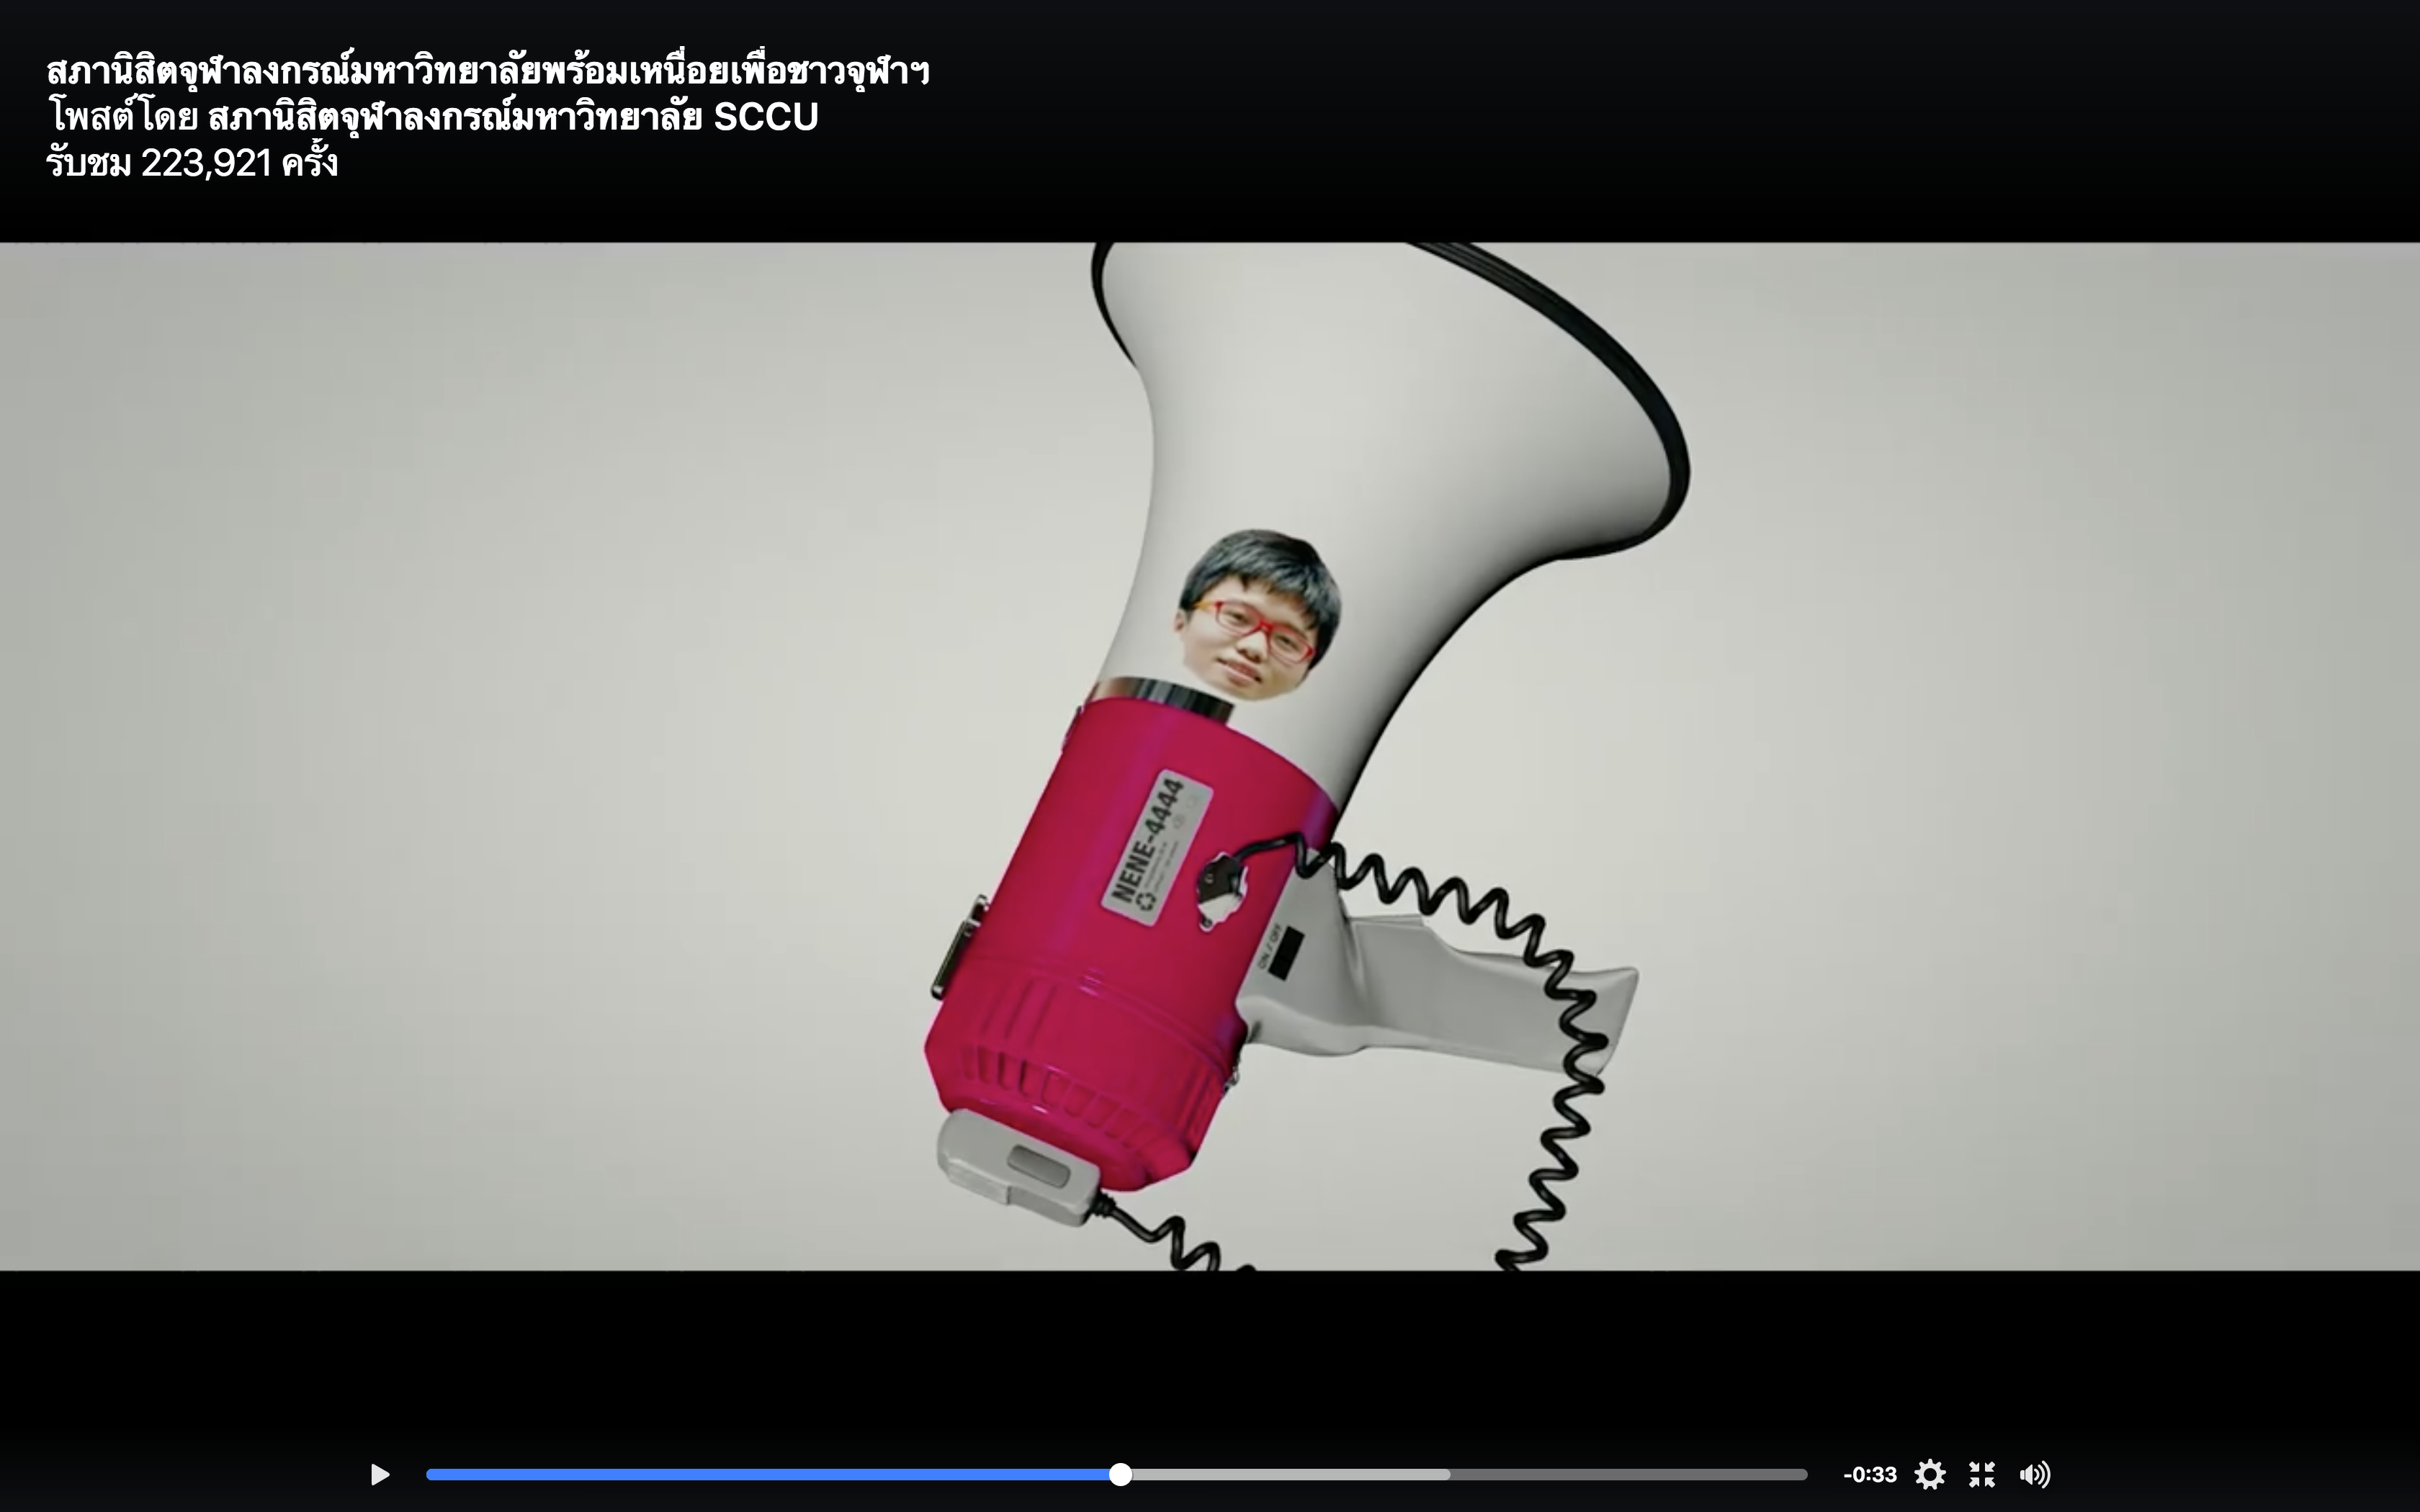 สภานิสิตจุฬาลงกรณ์มหาวิทยาลัยพร้อมเหนื่อยเพื่อชาวจุฬาฯ
โพสต์โดย สภานิสิตจุฬาลงกรณ์มหาวิทยาลัย SCCU
รับชม 223,921 ครั้ง
NENE-4444
ON / OFF
-0:33